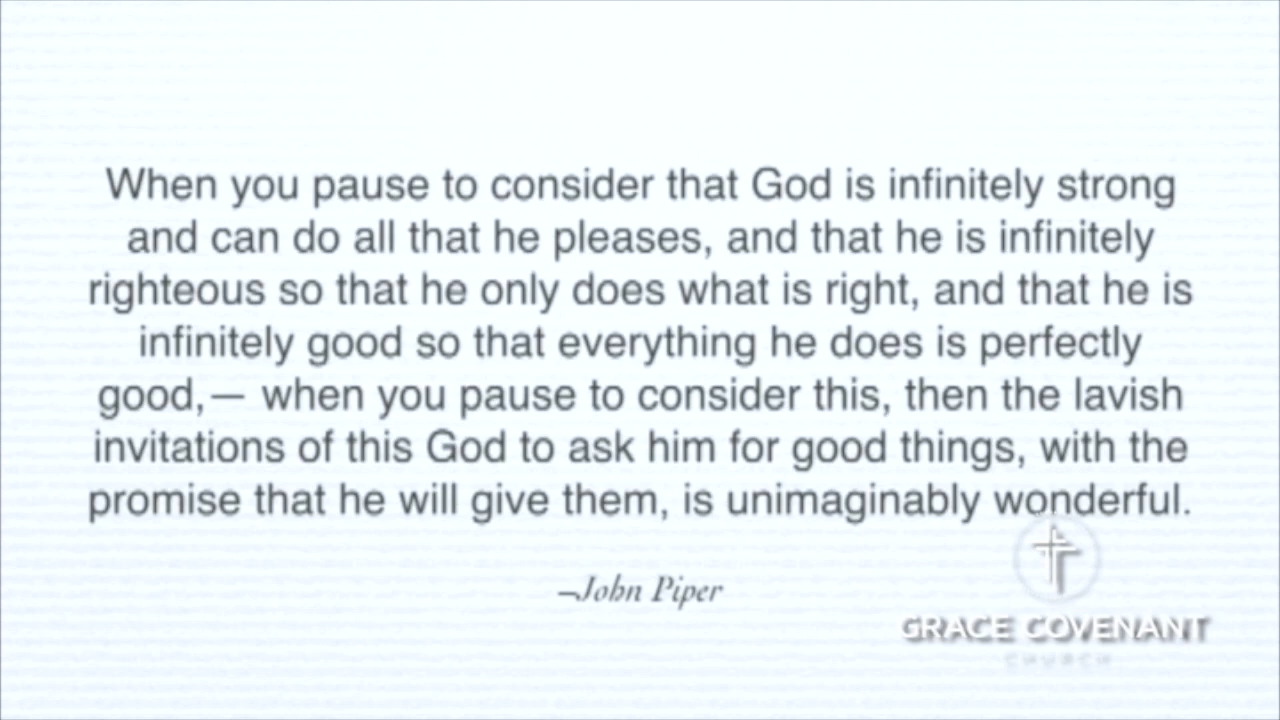 When you pause to consider that God is infinitely strong
and can do all that he pleases, and that he is infinitely
righteous so that he only does what is right, and that he is
infinitely good so that everything he does is perfectly
good,— when you pause to consider this, then the lavish
invitations of this God to ask him for good things, with the
promise that he will give them, is unimaginably wonderful.
–John Piper
GRACE COVENANT
CHURCH